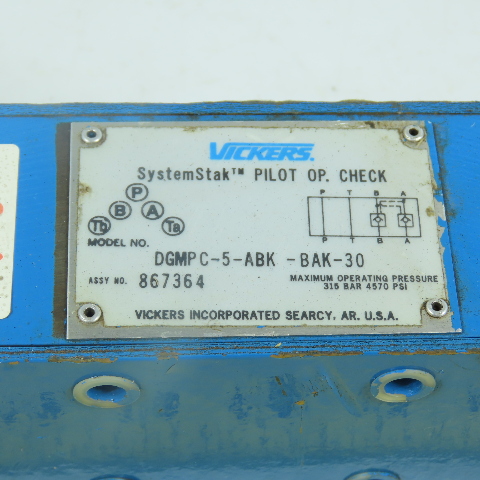 VICKERS.
SystemStak™ PILOT OP. CHECK
P
B A
Tb Ta
P T B A
P T B A
MODEL NO.
DGMPC-5-ABK-BAK-30
ASSY NO. 867364
MAXIMUM OPERATING PRESSURE
315 BAR 4570 PSI
VICKERS INCORPORATED SEARCY, AR. U.S.A.